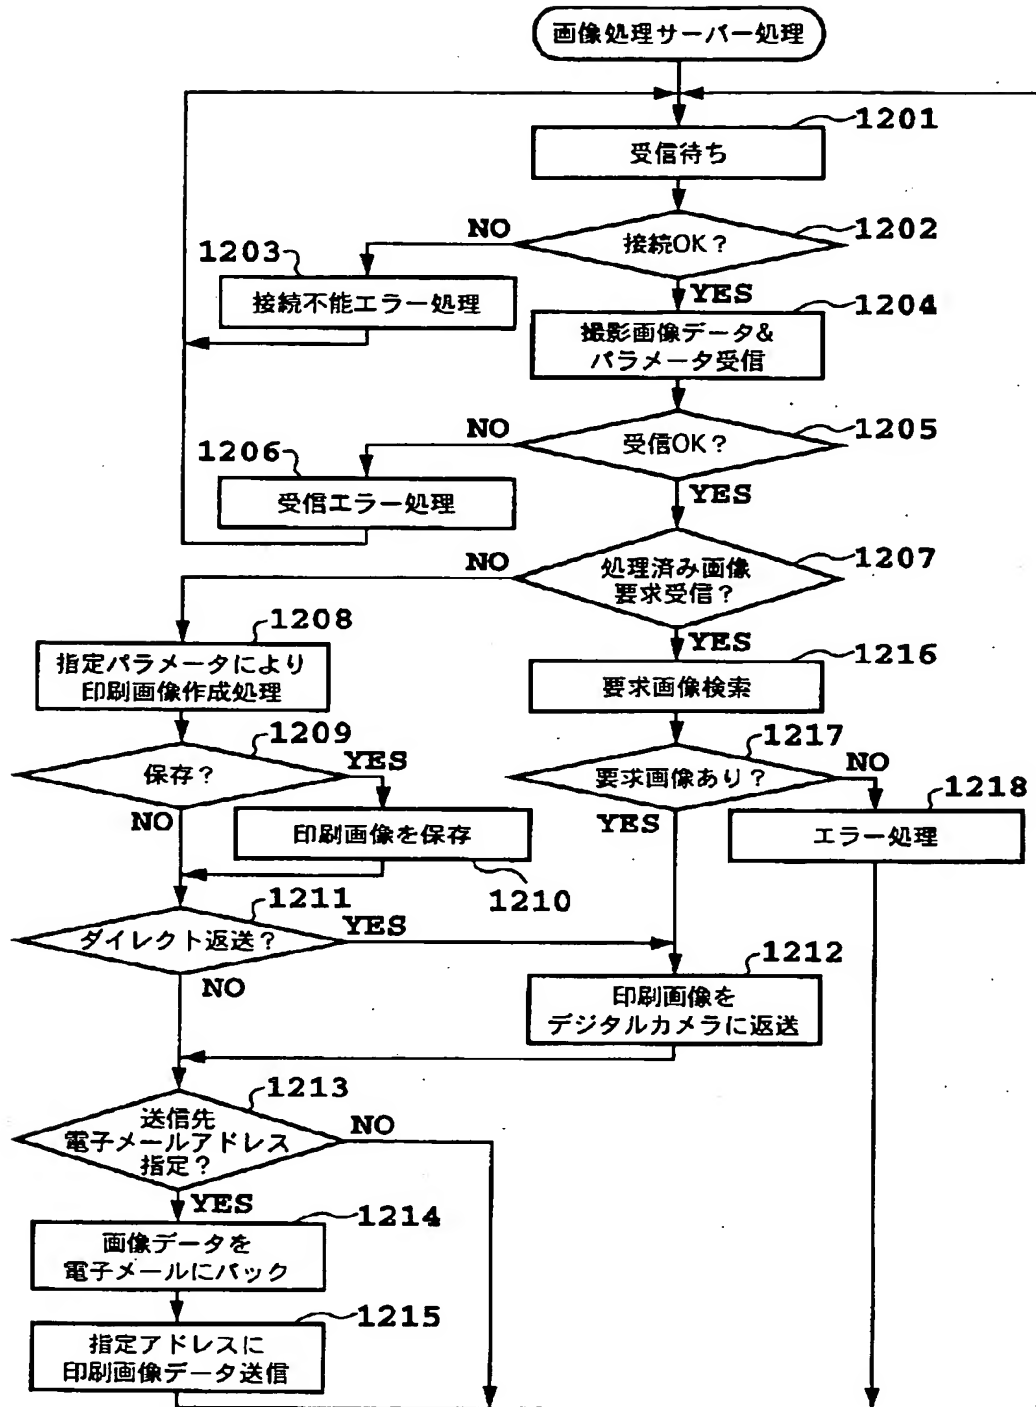 画像処理サーバー処理
1201
受信待ち
NO
1202
接続OK?
1203
YES
接続不能エラー処理
1204
撮影画像データ&
パラメータ受信
NO
1205
受信OK?
1206
YES
受信エラー処理
NO
1207
処理済み画像
要求受信?
1208
YES
指定パラメータにより
印刷画像作成処理
1216
要求画像検索
1209
保存?
YES
1217
要求画像あり?
NO
1218
NO
印刷画像を保存
YES
エラー処理
1210
1211
ダイレクト返送?
YES
1212
NO
印刷画像を
デジタルカメラに返送
1213
送信先
電子メールアドレス
指定?
NO
YES
1214
画像データを
電子メールにパック
1215
指定アドレスに
印刷画像データ送信